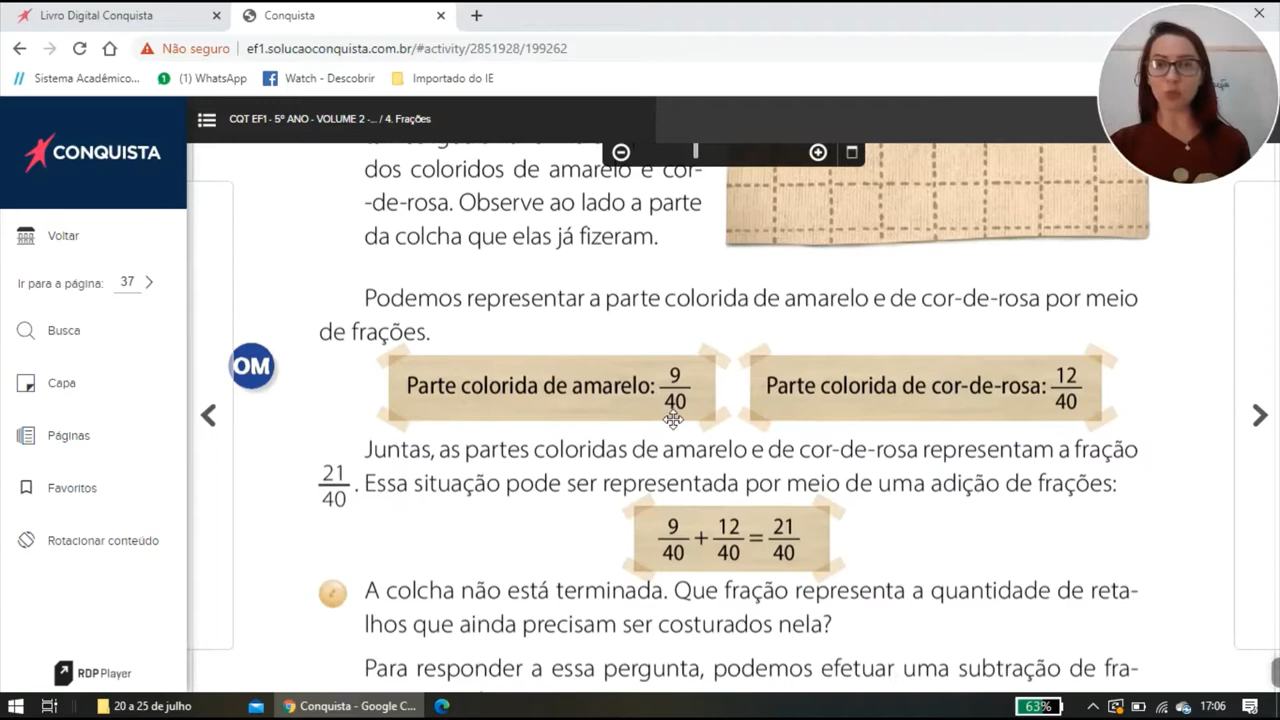 Livro Digital Conquista
Conquista
Não seguro
ef1.solucaoconquista.com.br/#activity/2851928/199262
Sistema Acadêmico...
(1) WhatsApp
Watch - Descobrir
Importado do IE
CONQUISTA
CQT EF1 - 5º ANO - VOLUME 2 -... / 4. Frações
Voltar
Ir para a página: 37
Busca
Capa
Páginas
Favoritos
Rotacionar conteúdo
RDP Player
dos coloridos de amarelo e cor-
-de-rosa. Observe ao lado a parte
da colcha que elas já fizeram.
Podemos representar a parte colorida de amarelo e de cor-de-rosa por meio
de frações.
OM
Parte colorida de amarelo: 9/40
Parte colorida de cor-de-rosa: 12/40
Juntas, as partes coloridas de amarelo e de cor-de-rosa representam a fração
21/40. Essa situação pode ser representada por meio de uma adição de frações:
9/40 + 12/40 = 21/40
A colcha não está terminada. Que fração representa a quantidade de reta-
lhos que ainda precisam ser costurados nela?
Para responder a essa pergunta, podemos efetuar uma subtração de fra-
20 a 25 de julho
Conquista - Google C...
63%
17:06